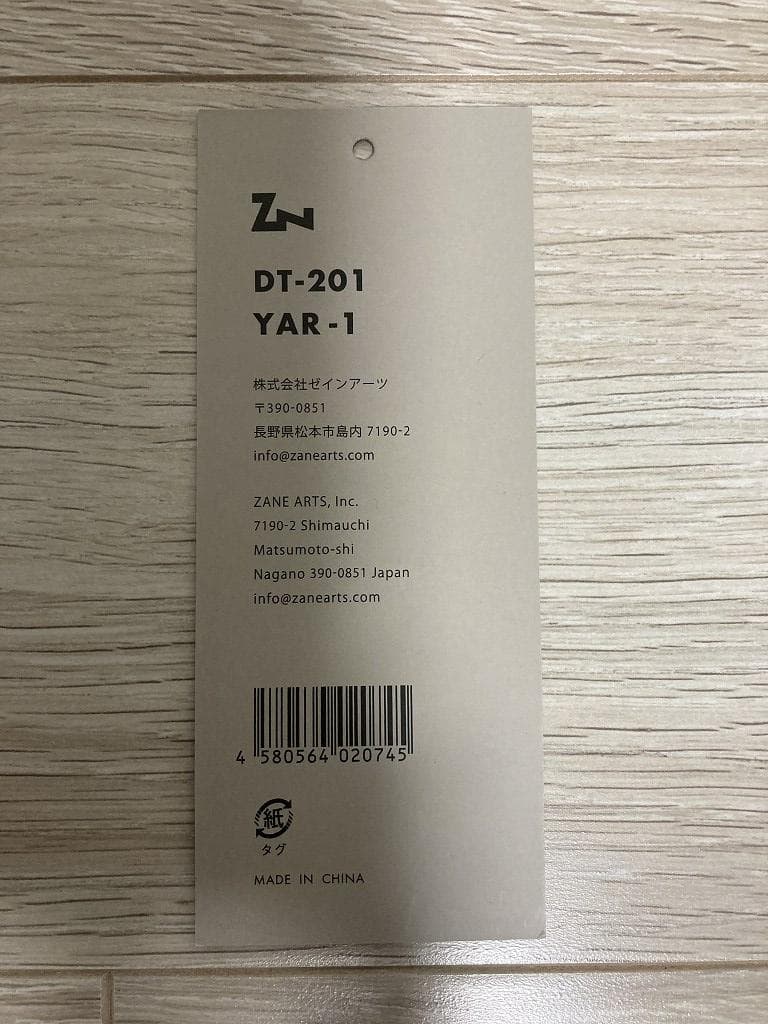 ZN
DT-201
YAR-1
株式会社ゼインアーツ
〒390-0851
長野県松本市島内 7190-2
info@zanearts.com
ZANE ARTS, Inc.
7190-2 Shimauchi
Matsumoto-shi
Nagano 390-0851 Japan
info@zanearts.com
4 580564 020745
紙
タグ
MADE IN CHINA